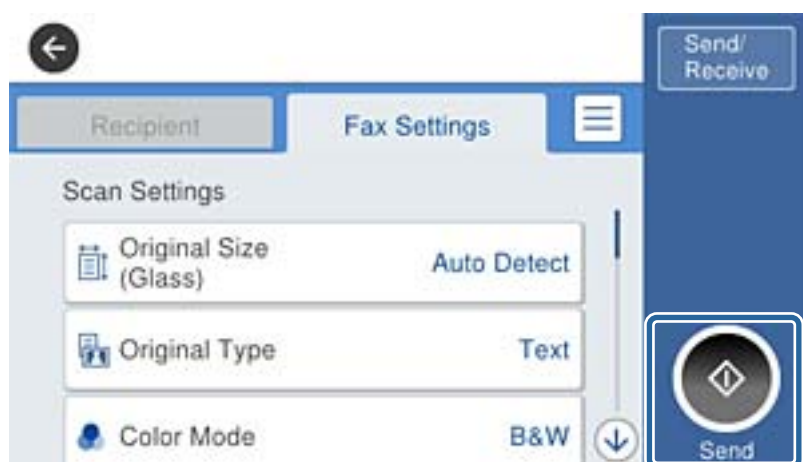 Send/
Receive
Recipient
Fax Settings
Scan Settings
Original Size
(Glass)
Auto Detect
Original Type
Text
Color Mode
B&W
Send